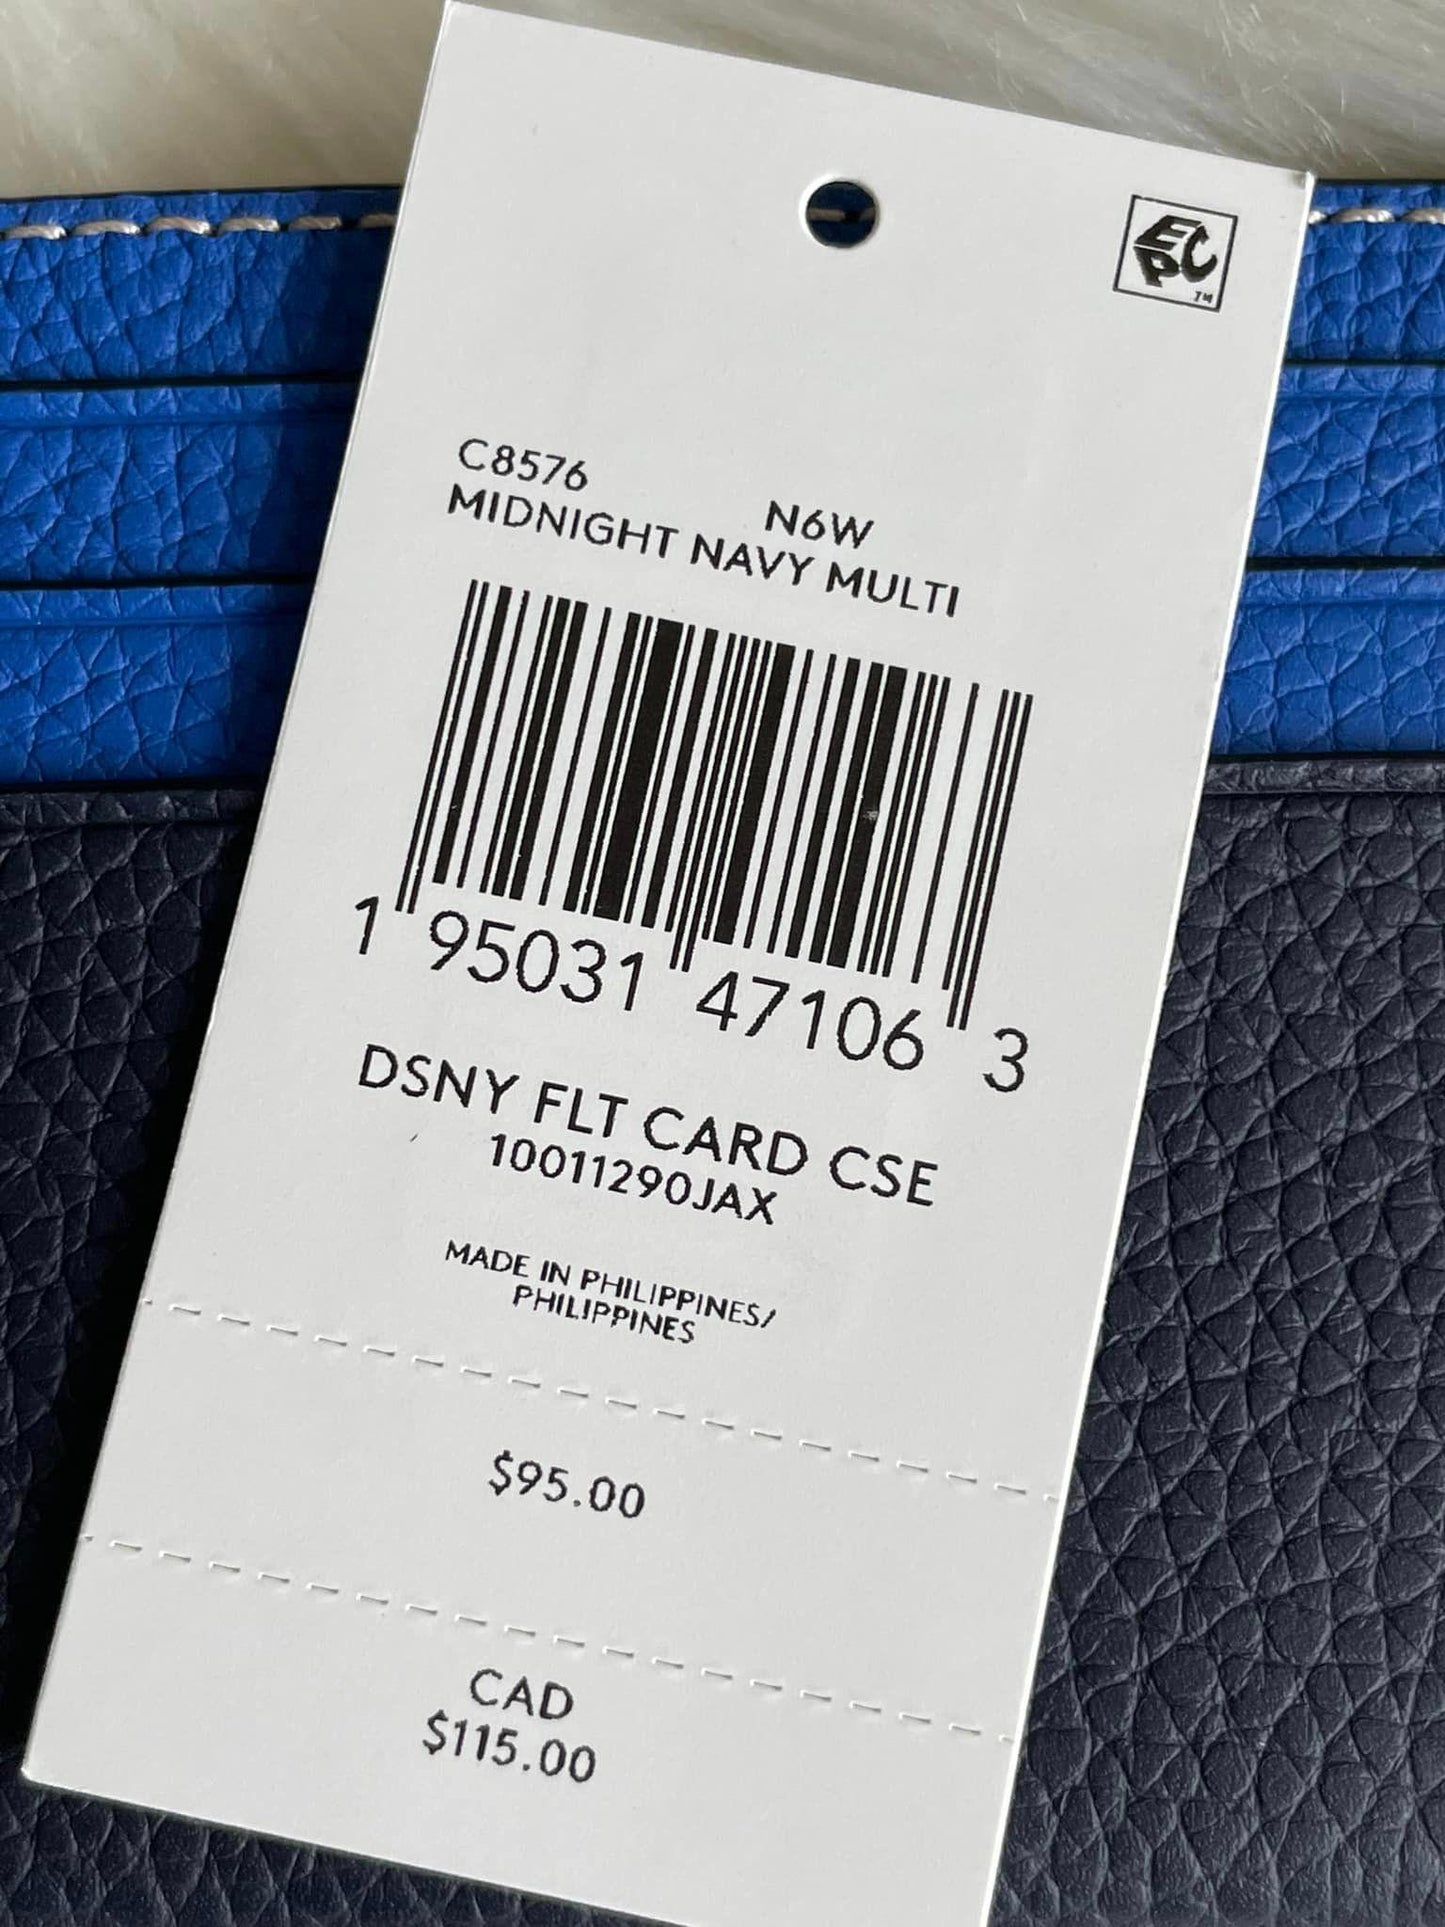 EPC
TM
C8576 N6W
MIDNIGHT NAVY MULTI
1 95031 47106 3
DSNY FLT CARD CSE
10011290JAX
MADE IN PHILIPPINES/
PHILIPPINES
$95.00
CAD
$115.00